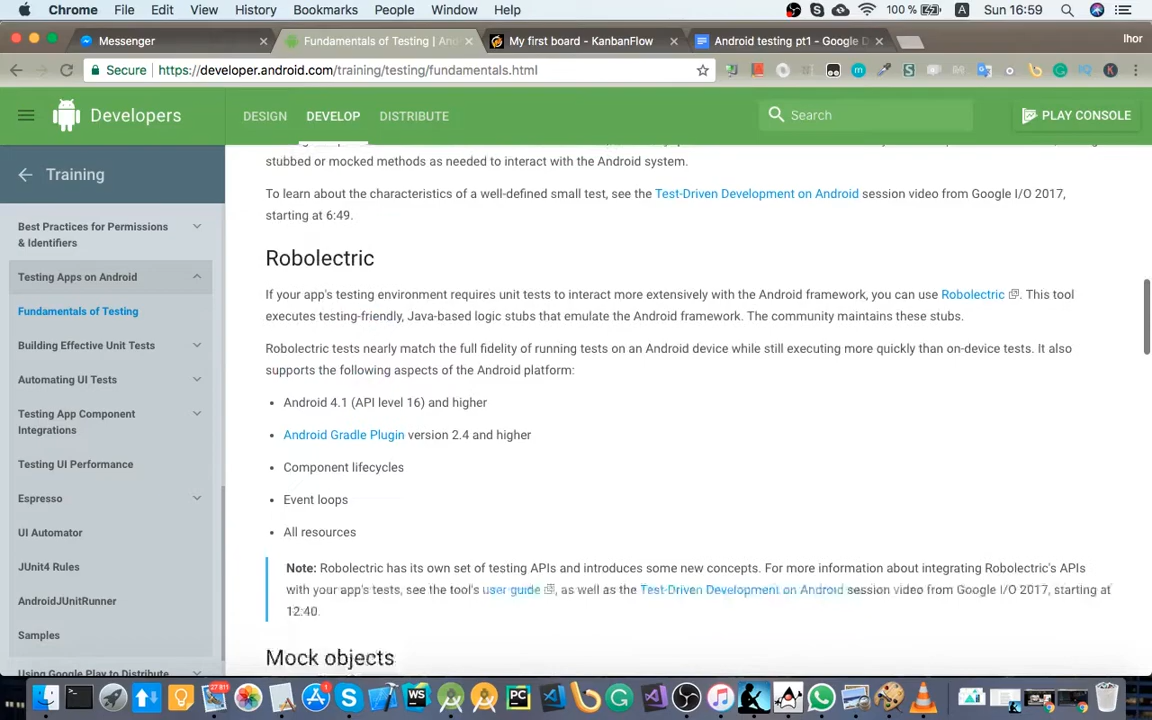 Chrome File Edit View History Bookmarks People Window Help 100 % A Sun 16:59
Messenger Fundamentals of Testing | And My first board - KanbanFlow Android testing pt1 - Google D Ihor
Secure https://developer.android.com/training/testing/fundamentals.html
Developers DESIGN DEVELOP DISTRIBUTE Search PLAY CONSOLE
Training
Best Practices for Permissions
& Identifiers
Testing Apps on Android
Fundamentals of Testing
Building Effective Unit Tests
Automating UI Tests
Testing App Component
Integrations
Testing UI Performance
Espresso
UI Automator
JUnit4 Rules
AndroidJUnitRunner
Samples
Using Google Play to Distribute
stubbed or mocked methods as needed to interact with the Android system.
To learn about the characteristics of a well-defined small test, see the Test-Driven Development on Android session video from Google I/O 2017,
starting at 6:49.
Robolectric
If your app's testing environment requires unit tests to interact more extensively with the Android framework, you can use Robolectric . This tool
executes testing-friendly, Java-based logic stubs that emulate the Android framework. The community maintains these stubs.
Robolectric tests nearly match the full fidelity of running tests on an Android device while still executing more quickly than on-device tests. It also
supports the following aspects of the Android platform:
• Android 4.1 (API level 16) and higher
• Android Gradle Plugin version 2.4 and higher
• Component lifecycles
• Event loops
• All resources
Note: Robolectric has its own set of testing APIs and introduces some new concepts. For more information about integrating Robolectric's APIs
with your app's tests, see the tool's user guide , as well as the Test-Driven Development on Android session video from Google I/O 2017, starting at
12:40.
Mock objects